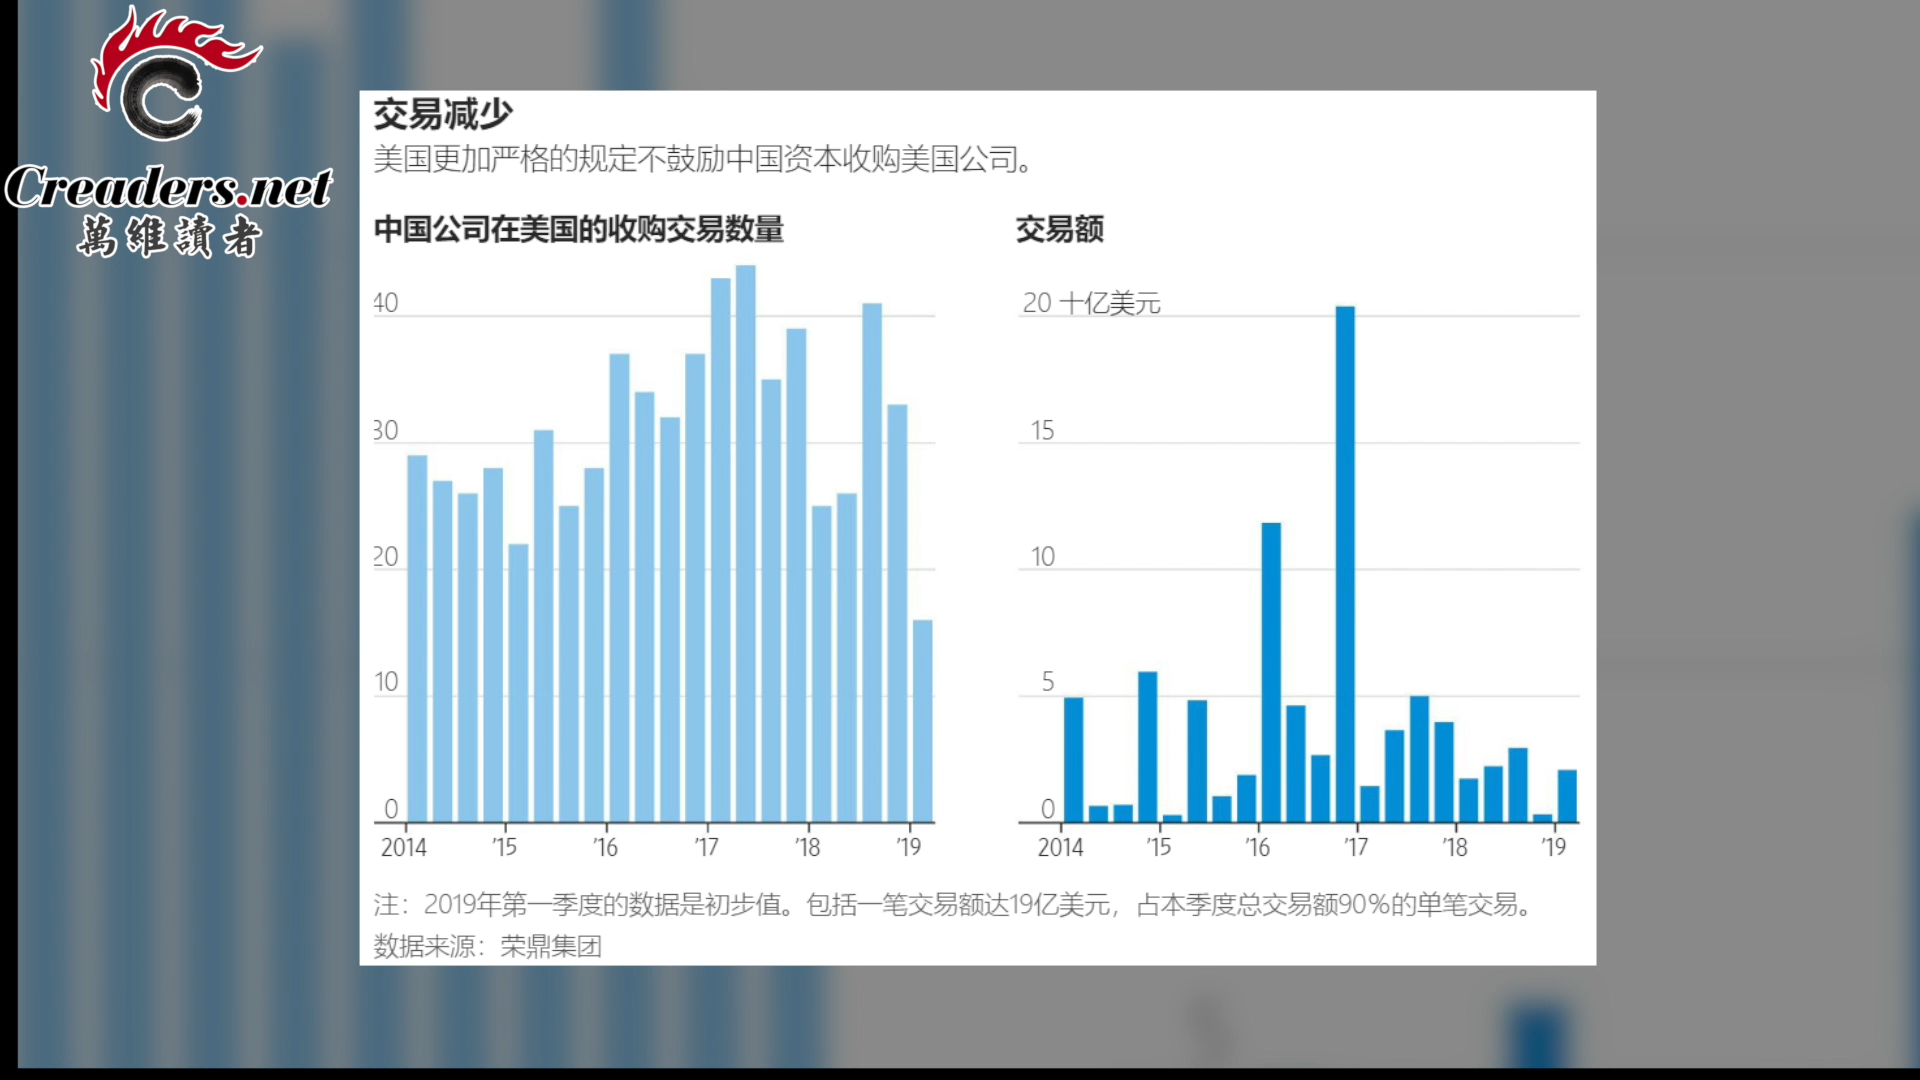 Creaders.net
萬維讀者
交易减少
美国更加严格的规定不鼓励中国资本收购美国公司。
中国公司在美国的收购交易数量
40
30
20
10
0
2014 '15 '16 '17 '18 '19
交易额
20 十亿美元
15
10
5
0
2014 '15 '16 '17 '18 '19
注：2019年第一季度的数据是初步值。包括一笔交易额达19亿美元，占本季度总交易额90%的单笔交易。
数据来源：荣鼎集团